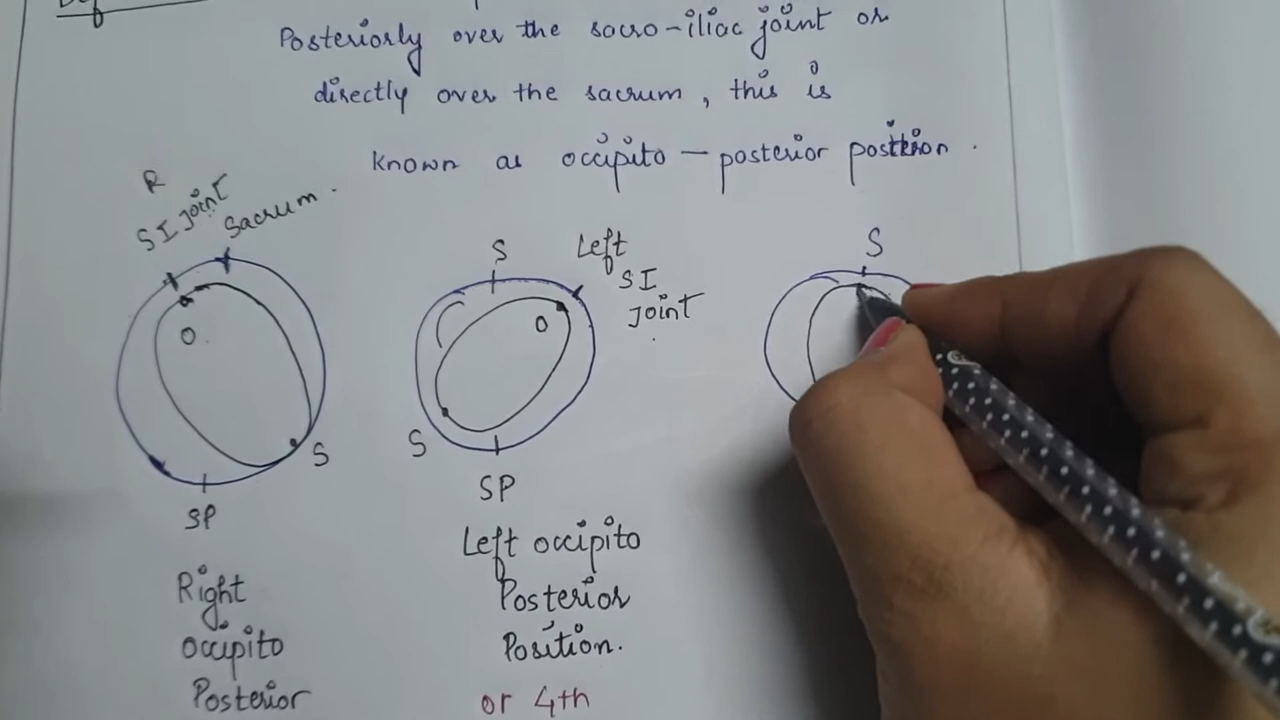 Posteriorly over the sacro-iliac joint or
directly over the sacrum, this is
known as occipito-posterior position.
R
SI joint
Sacrum.
O
S
SP
Right
occipito
Posterior
S
Left
SI
Joint
O
S
SP
Left occipito
Posterior
Position.
or 4th
S